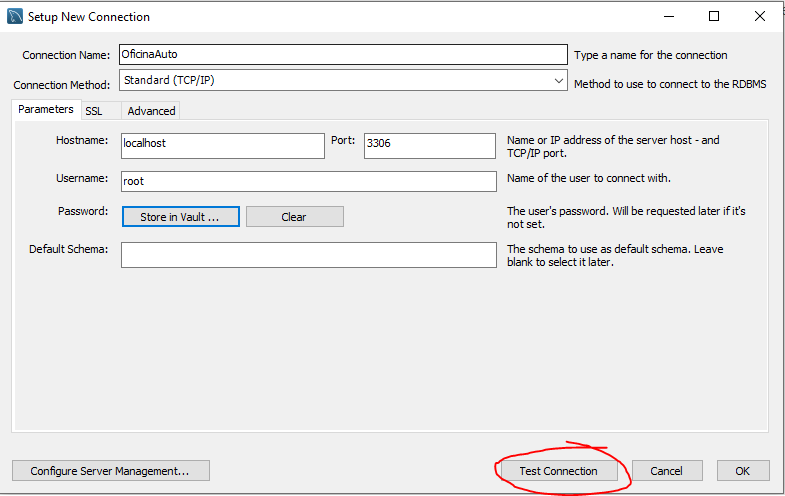 Setup New Connection
Connection Name: OficinaAuto Type a name for the connection
Connection Method: Standard (TCP/IP) Method to use to connect to the RDBMS
Parameters SSL Advanced
Hostname: localhost Port: 3306 Name or IP address of the server host - and
TCP/IP port.
Username: root Name of the user to connect with.
Password: Store in Vault ... Clear The user's password. Will be requested later if it's
not set.
Default Schema: The schema to use as default schema. Leave
blank to select it later.
Configure Server Management... Test Connection Cancel OK